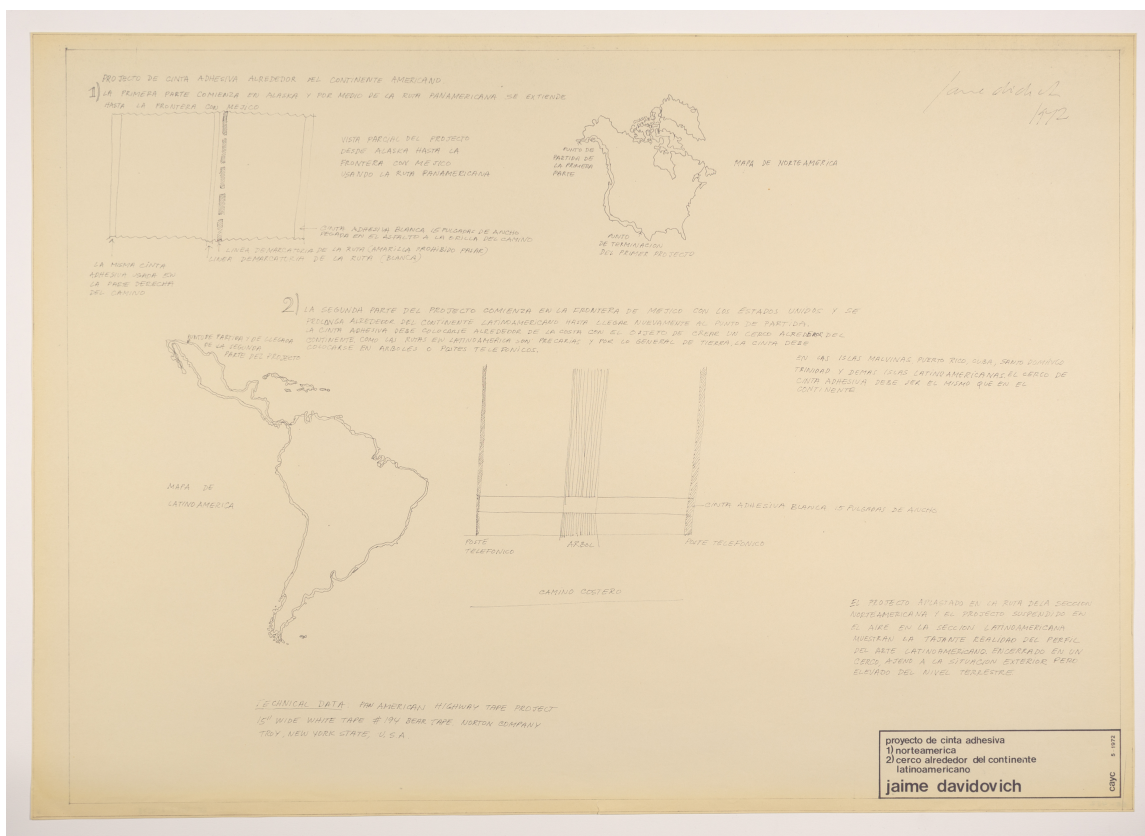 PROYECTO DE CINTA ADHESIVA ALREDEDOR DEL CONTINENTE AMERICANO
1) LA PRIMERA PARTE COMIENZA EN ALASKA Y POR MEDIO DE LA RUTA PANAMERICANA SE EXTIENDE
HASTA LA FRONTERA CON MEXICO
VISTA PARCIAL DEL PROYECTO
DESDE ALASKA HASTA LA
FRONTERA CON MEJICO
USANDO LA RUTA PANAMERICANA
CINTA ADHESIVA BLANCA 15 PULGADAS DE ANCHO
PEGADA EN EL ASFALTO A LA ORILLA DEL CAMINO
LINEA DEMARCATORIA DE LA RUTA (AMARILLA PROHIBIDO PASAR)
LINEA DEMARCATORIA DE LA RUTA (BLANCA)
LA MISMA CINTA
ADHESIVA
LA PARTE DERECHA
DEL CAMINO
PUNTO DE
PARTIDO DE
LA PRIMERA
PARTE
MAPA DE NORTEAMERICA
PUNTO
DE TERMINACION
DEL PRIMER PROYECTO
1972
2) LA SEGUNDA PARTE DEL PROYECTO COMIENZA EN LA FRONTERA DE MEJICO CON LOS ESTADOS UNIDOS Y SE
PROLONGA ALREDEDOR DEL CONTINENTE LATINOAMERICANO HASTA LLEGAR NUEVAMENTE AL PUNTO DE PARTIDA.
LA CINTA ADHESIVA DEBE COLOCARSE ALREDEDOR DE LA COSTA CON EL OBJETO DE CREAR UN CERCO ALREDEDOR DEL
CONTINENTE COMO LAS RUTAS EN LATINOAMERICA SON PRECARIAS Y POR LO GENERAL DE TIERRA, LA CINTA DEBE
COLOCARSE EN ARBOLES O POSTES TELEFONICOS.
PUNTO DE PARTIDA Y DE LLEGADA
DE LA SEGUNDA
PARTE DEL PROYECTO
EN LAS ISLAS MALVINAS, PUERTO RICO, CUBA, SANTO DOMINGO
TRINIDAD Y DEMAS ISLAS LATINOAMERICANAS EL CERCO DE
CINTA ADHESIVA DEBE SER EL MISMO QUE EN EL
CONTINENTE
MAPA DE
LATINOAMERICA
CINTA ADHESIVA BLANCA 15 PULGADAS DE ANCHO
POSTE
TELEFONICO
ARBOL
POSTE TELEFONICO
CAMINO COSTERO
EL PROYECTO APLASTADO EN LA RUTA DE LA SECCION
NORTEAMERICANA Y EL PROYECTO SUSPENDIDO EN
EL AIRE EN LA SECCION LATINOAMERICANA
MUESTRAN LA TAJANTE REALIDAD DEL PERFIL
DEL ARTE LATINOAMERICANO ENCERRADO EN UN
CERCO, AJENO A LA SITUACION EXTERIOR PERO
ELEVADO DEL NIVEL TERRESTRE
TECHNICAL DATA PAN AMERICAN HIGHWAY TAPE PROJECT
15" WIDE WHITE TAPE # 194 BEAR TAPE NORTON COMPANY
TROY, NEW YORK STATE, U.S.A.
proyecto de cinta adhesiva
1) norteamerica
2) cerco alrededor del continente
latinoamericano
jaime davidovich
cayc 5-1972